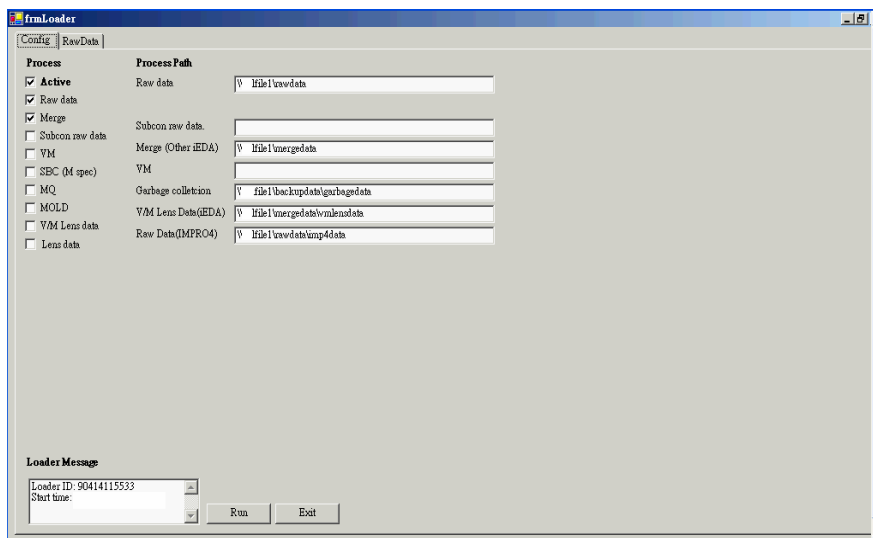 frmLoader
Config RawData
Process Process Path
Active Raw data \\ lfile1\rawdata
Raw data
Merge
Subcon raw data Subcon raw data.
VM Merge (Other iEDA) \\ lfile1\mergedata
SBC (M spec) VM
MQ Garbage colletcion \ file1\backupdata\garbagedata
MOLD V/M Lens Data(iEDA) \\ lfile1\mergedata\vmlensdata
V/M Lens data Raw Data(IMPRO4) \\ lfile1\rawdata\imp4data
Lens data
Loader Message
Loader ID: 90414115533
Start time:
Run Exit